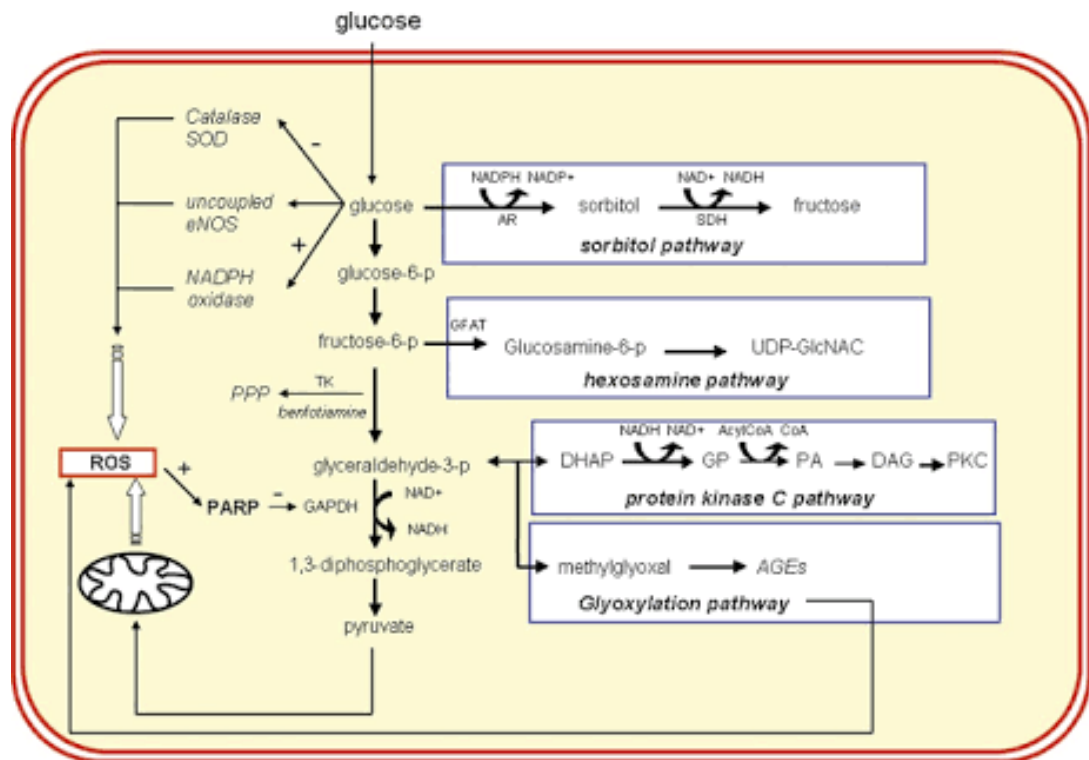 glucose
Catalase
SOD
-
uncoupled
eNOS
+
NADPH
oxidase
glucose
NADPH NADP+
AR
sorbitol
NAD+ NADH
SDH
fructose
sorbitol pathway
glucose-6-p
fructose-6-p
GFAT
Glucosamine-6-p
UDP-GlcNAC
hexosamine pathway
PPP
TK
benfotiamine
glyceraldehyde-3-p
NADH NAD+
AcylCoA CoA
DHAP
GP
PA
DAG
PKC
protein kinase C pathway
ROS
+
PARP
-
GAPDH
NAD+
NADH
1,3-diphosphoglycerate
methylglyoxal
AGEs
Glyoxylation pathway
pyruvate